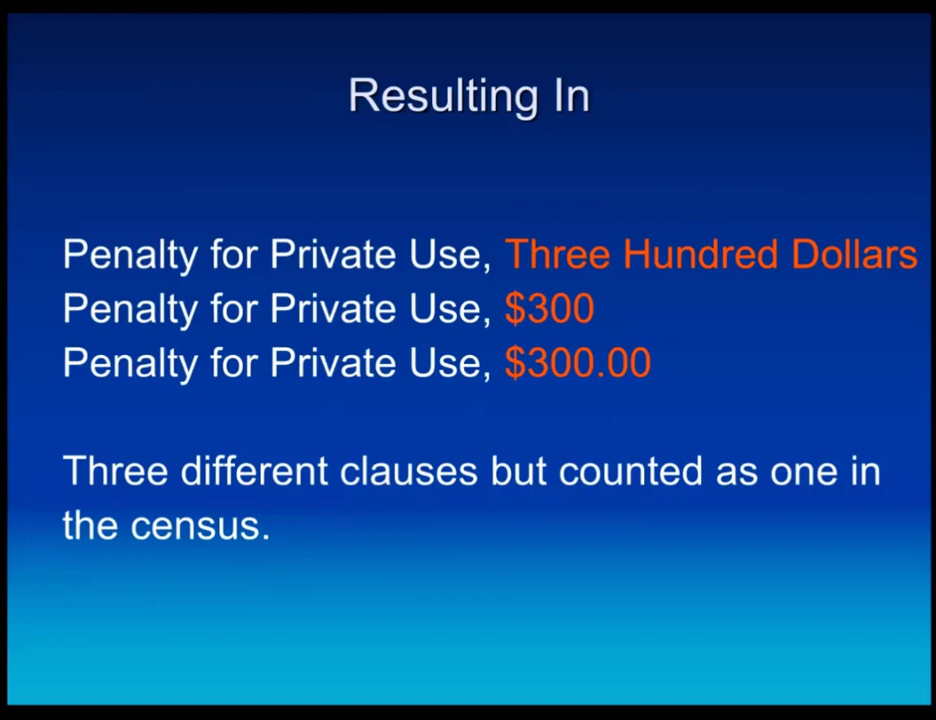 Resulting In
Penalty for Private Use, Three Hundred Dollars
Penalty for Private Use, $300
Penalty for Private Use, $300.00
Three different clauses but counted as one in
the census.